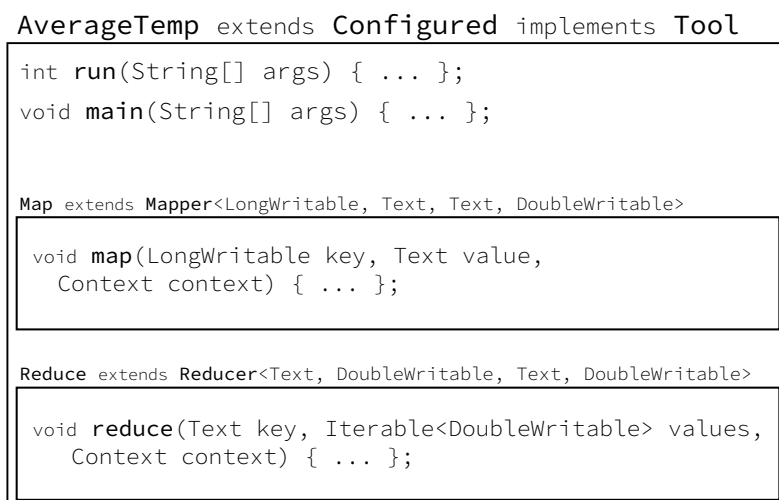 AverageTemp extends Configured implements Tool
int run(String[] args) { ... };
void main(String[] args) { ... };
Map extends Mapper<LongWritable, Text, Text, DoubleWritable>
void map(LongWritable key, Text value,
Context context) { ... };
Reduce extends Reducer<Text, DoubleWritable, Text, DoubleWritable>
void reduce(Text key, Iterable<DoubleWritable> values,
Context context) { ... };